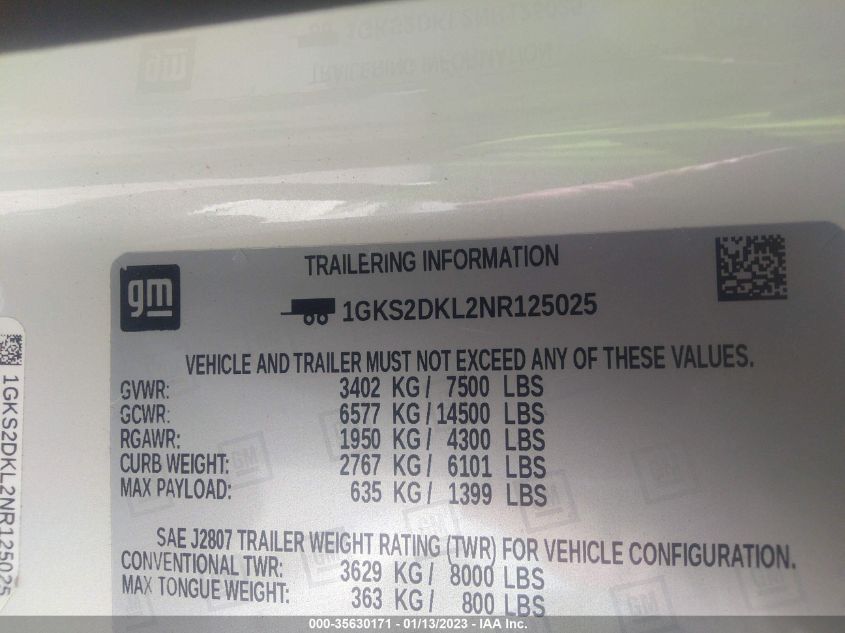 TRAILERING INFORMATION
gm
1GKS2DKL2NR125025
VEHICLE AND TRAILER MUST NOT EXCEED ANY OF THESE VALUES.
GVWR: 3402 KG/ 7500 LBS
GCWR: 6577 KG/14500 LBS
RGAWR: 1950 KG/ 4300 LBS
CURB WEIGHT: 2767 KG/ 6101 LBS
MAX PAYLOAD: 635 KG/ 1399 LBS
SAE J2807 TRAILER WEIGHT RATING (TWR) FOR VEHICLE CONFIGURATION.
CONVENTIONAL TWR: 3629 KG/ 8000 LBS
MAX TONGUE WEIGHT: 363 KG/ 800 LBS
1GKS2DKL2NR125025
000-35630171 - 01/13/2023 - IAA Inc.